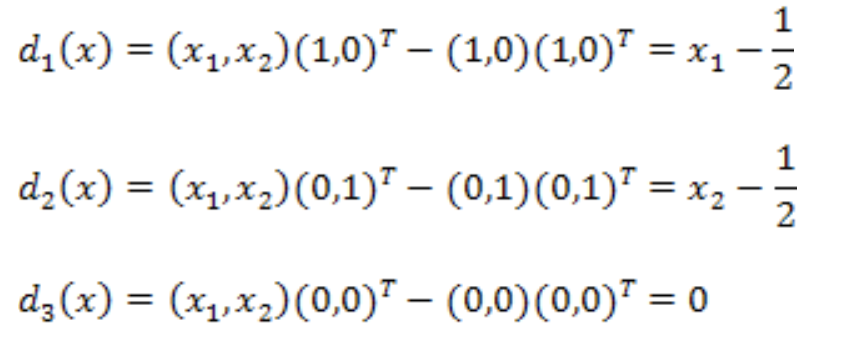 d₁(x) = (x₁,x₂)(1,0)ᵀ − (1,0)(1,0)ᵀ = x₁ − 1/2
d₂(x) = (x₁,x₂)(0,1)ᵀ − (0,1)(0,1)ᵀ = x₂ − 1/2
d₃(x) = (x₁,x₂)(0,0)ᵀ − (0,0)(0,0)ᵀ = 0